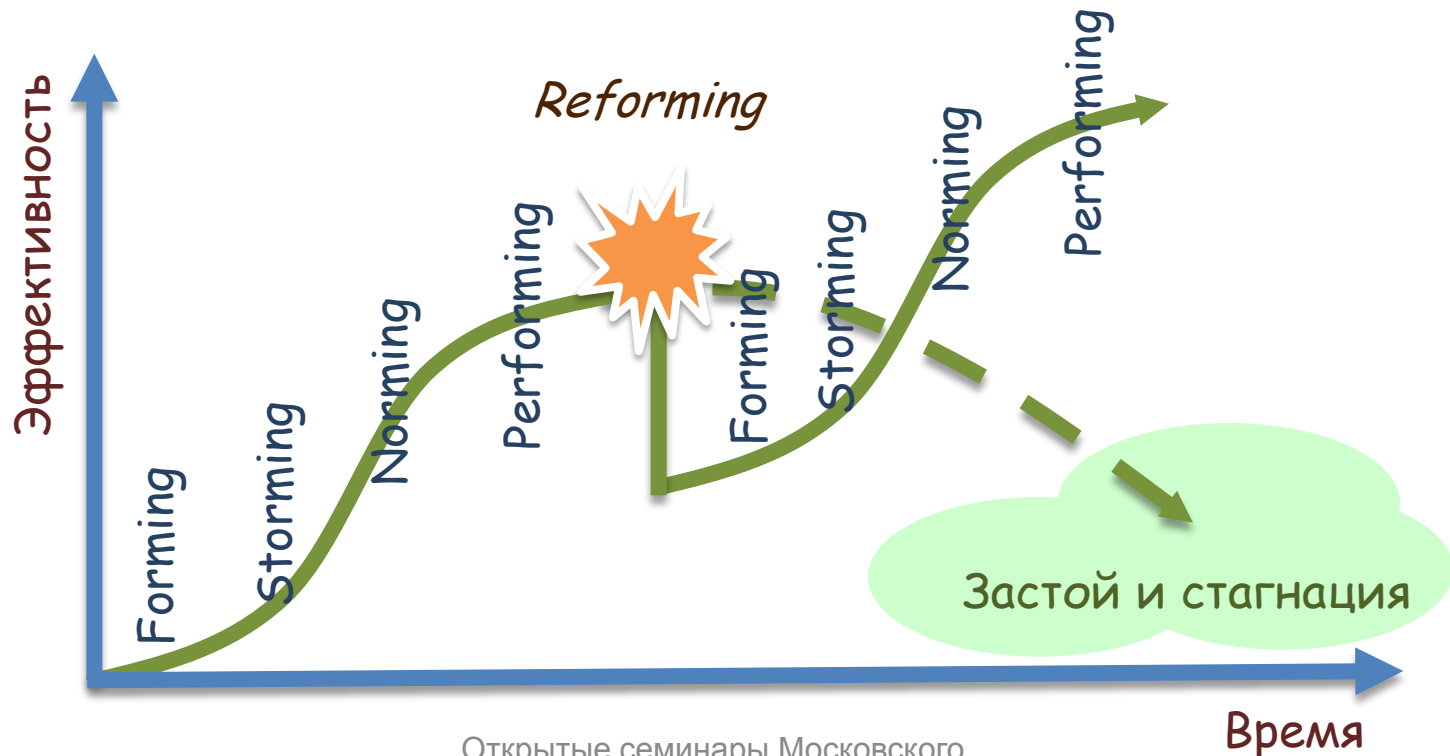 Эффективность
Reforming
Forming
Storming
Norming
Performing
Forming
Storming
Norming
Performing
Застой и стагнация
Время
Открытые семинары Московского